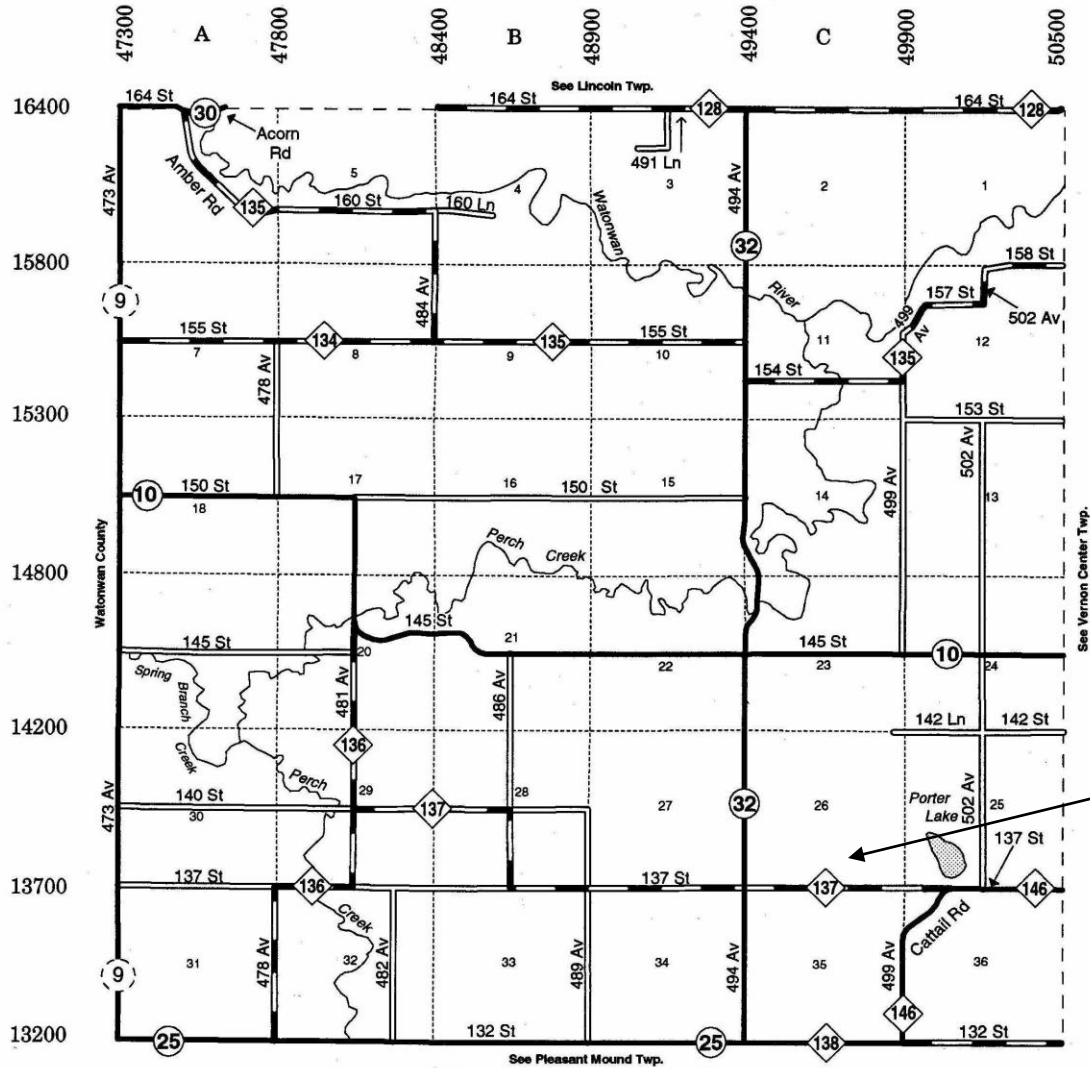 47300 A 47800 48400 B 48900 49400 C 49900 50500
See Lincoln Twp.
16400 164 St 164 St 128 164 St 128
30
Acorn
Rd
491 Ln
473 Av
Amber Rd
5 4 3 2 1
494 Av
135 160 St 160 Ln
Watonwan
River
32
15800 158 St
9
484 Av
157 St
499 Av
502 Av
155 St 134 135 155 St
7 8 9 10 11 12
135
478 Av
154 St
15300 153 St
499 Av
502 Av
10 150 St 150 St
18 17 16 15 14 13
Watonwan County
See Vernon Center Twp.
Perch Creek
14800
145 St
145 St 145 St 10
20 21 22 23 24
Spring
Branch
Creek
481 Av
486 Av
14200 142 Ln 142 St
136
Perch
Creek
473 Av
140 St 137
30 29 28 27 26 25
32
Porter
Lake
502 Av
137 St
13700 137 St 136 137 St 137 146
Cattail Rd
478 Av
482 Av
489 Av
494 Av
499 Av
31 32 33 34 35 36
9
146
13200 25 132 St 25 138 132 St
See Pleasant Mound Twp.